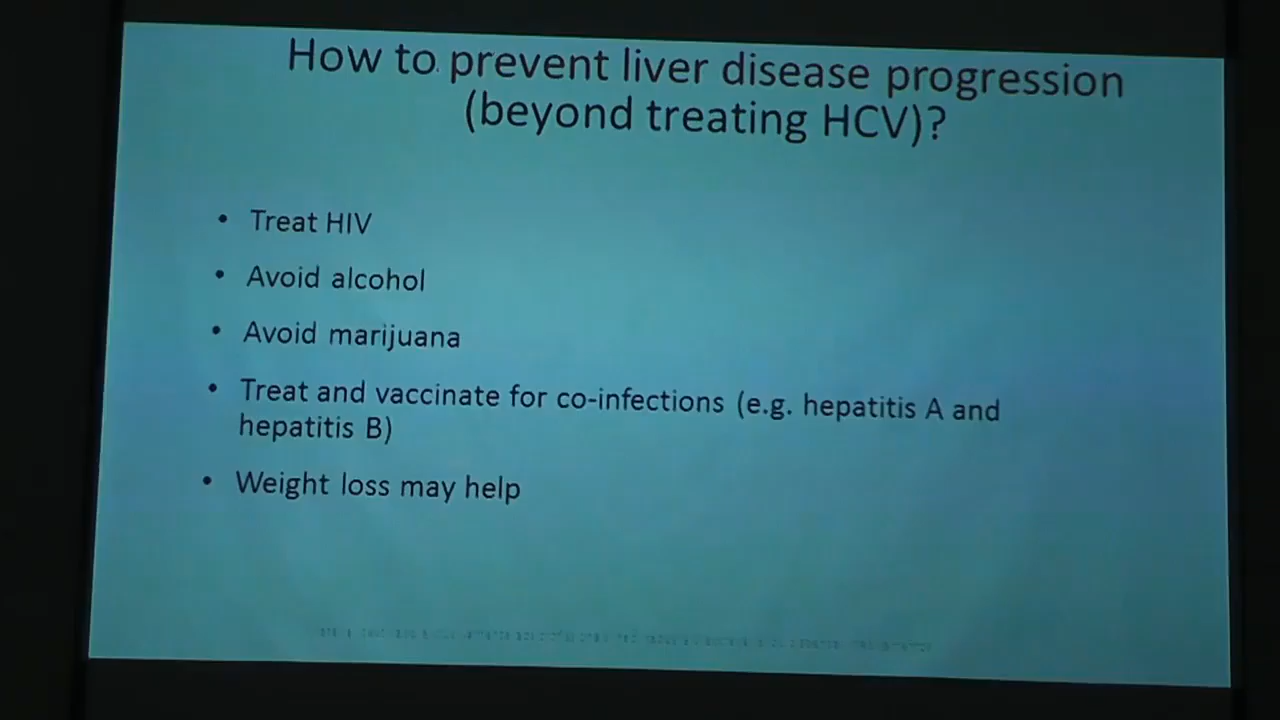 How to prevent liver disease progression
(beyond treating HCV)?
• Treat HIV
• Avoid alcohol
• Avoid marijuana
• Treat and vaccinate for co-infections (e.g. hepatitis A and
hepatitis B)
• Weight loss may help